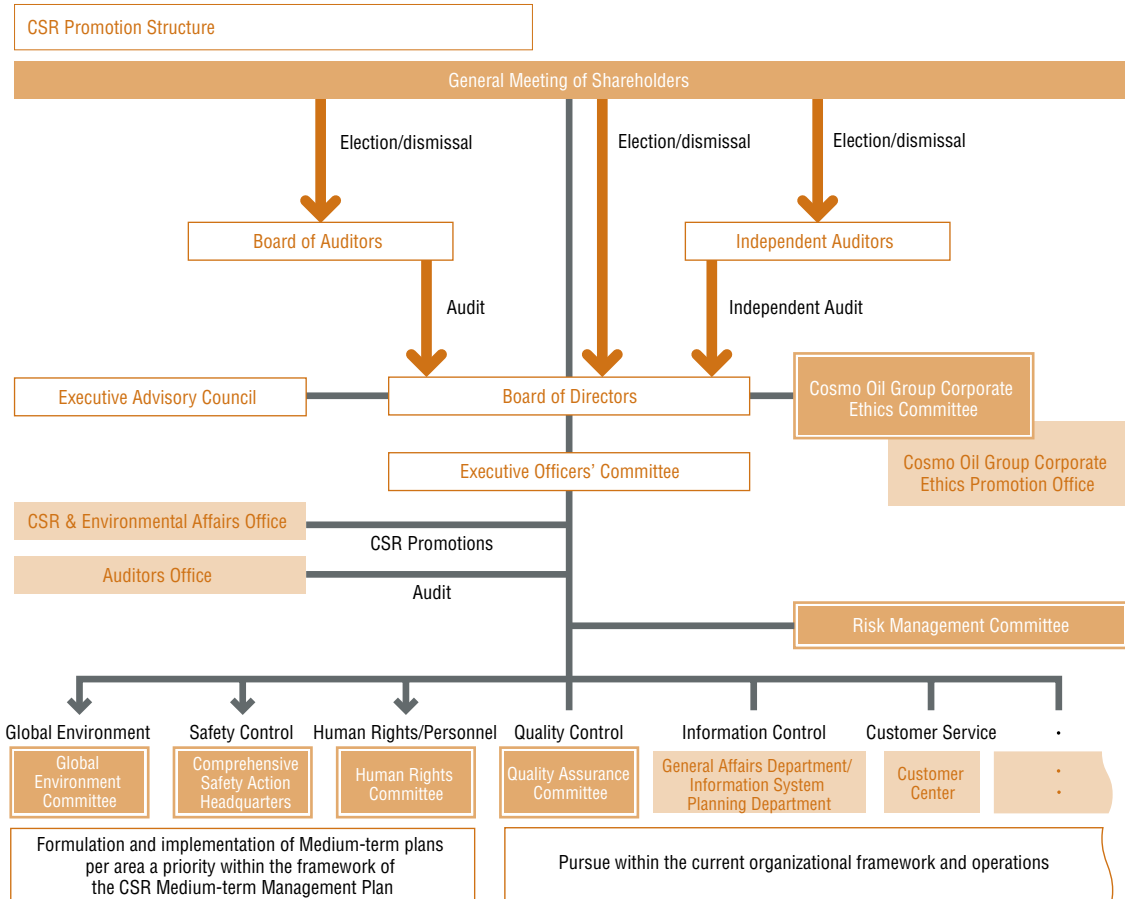 CSR Promotion Structure
General Meeting of Shareholders
Election/dismissal
Election/dismissal
Election/dismissal
Board of Auditors
Independent Auditors
Audit
Independent Audit
Executive Advisory Council
Board of Directors
Cosmo Oil Group Corporate
Ethics Committee
Executive Officers' Committee
Cosmo Oil Group Corporate
Ethics Promotion Office
CSR & Environmental Affairs Office
CSR Promotions
Auditors Office
Audit
Risk Management Committee
Global Environment
Safety Control
Human Rights/Personnel
Quality Control
Information Control
Customer Service
Global
Environment
Committee
Comprehensive
Safety Action
Headquarters
Human Rights
Committee
Quality Assurance
Committee
General Affairs Department/
Information System
Planning Department
Customer
Center
Formulation and implementation of Medium-term plans
per area a priority within the framework of
the CSR Medium-term Management Plan
Pursue within the current organizational framework and operations